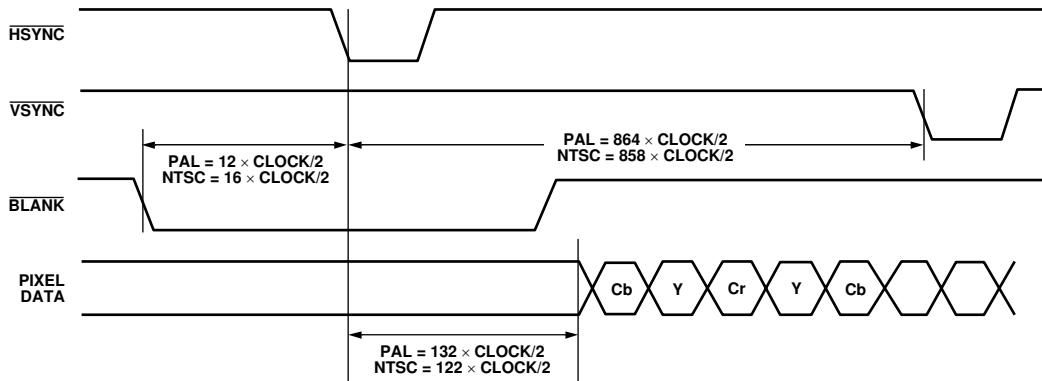 HSYNC
VSYNC
PAL = 12 × CLOCK/2
NTSC = 16 × CLOCK/2
PAL = 864 × CLOCK/2
NTSC = 858 × CLOCK/2
BLANK
PIXEL
DATA
Cb Y Cr Y Cb
PAL = 132 × CLOCK/2
NTSC = 122 × CLOCK/2